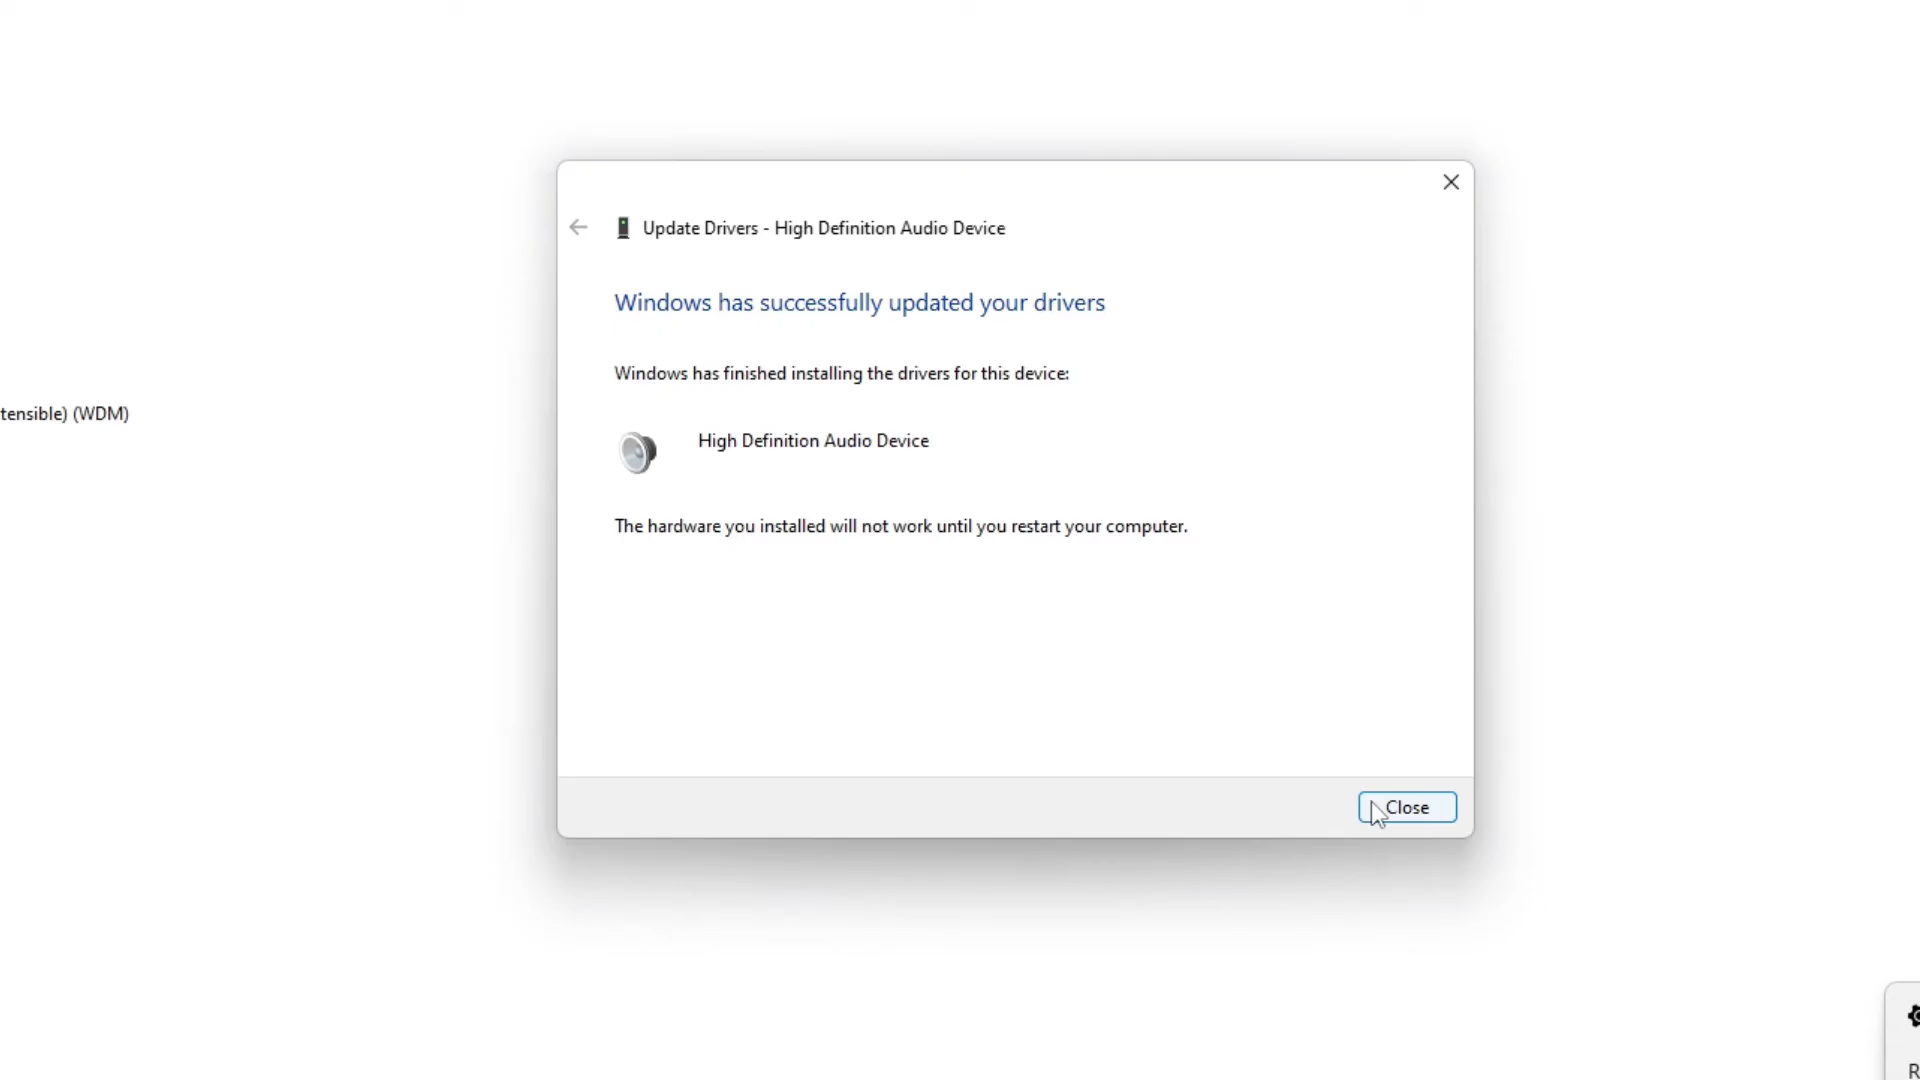 Update Drivers - High Definition Audio Device
Windows has successfully updated your drivers
Windows has finished installing the drivers for this device:
tensible) (WDM)
High Definition Audio Device
The hardware you installed will not work until you restart your computer.
Close
R